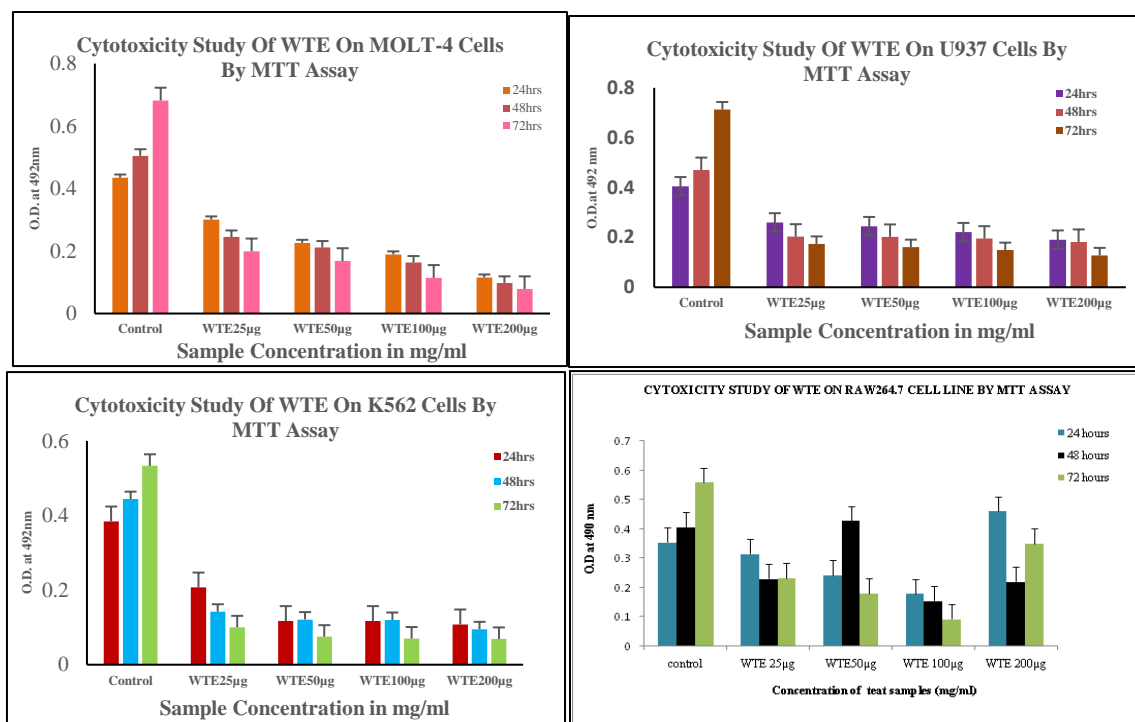 Cytotoxicity Study Of WTE On MOLT-4 Cells
By MTT Assay
24hrs
48hrs
72hrs
O.D. at 492nm
0.8
0.6
0.4
0.2
0
Control WTE25µg WTE50µg WTE100µg WTE200µg
Sample Concentration in mg/ml
Cytotoxicity Study Of WTE On U937 Cells By
MTT Assay
24hrs
48hrs
72hrs
O.D.at 492 nm
0.8
0.6
0.4
0.2
0
Control WTE25µg WTE50µg WTE100µg WTE200µg
Sample Concentration in mg/ml
Cytotoxicity Study Of WTE On K562 Cells By
MTT Assay
24hrs
48hrs
72hrs
O.D. at 492nm
0.6
0.4
0.2
0
Control WTE25µg WTE50µg WTE100µg WTE200µg
Sample Concentration in mg/ml
CYTOXICITY STUDY OF WTE ON RAW264.7 CELL LINE BY MTT ASSAY
24 hours
48 hours
72 hours
O.D at 490 nm
0.7
0.6
0.5
0.4
0.3
0.2
0.1
0
control WTE 25µg WTE50µg WTE 100µg WTE 200µg
Concentration of teat samples (mg/ml)